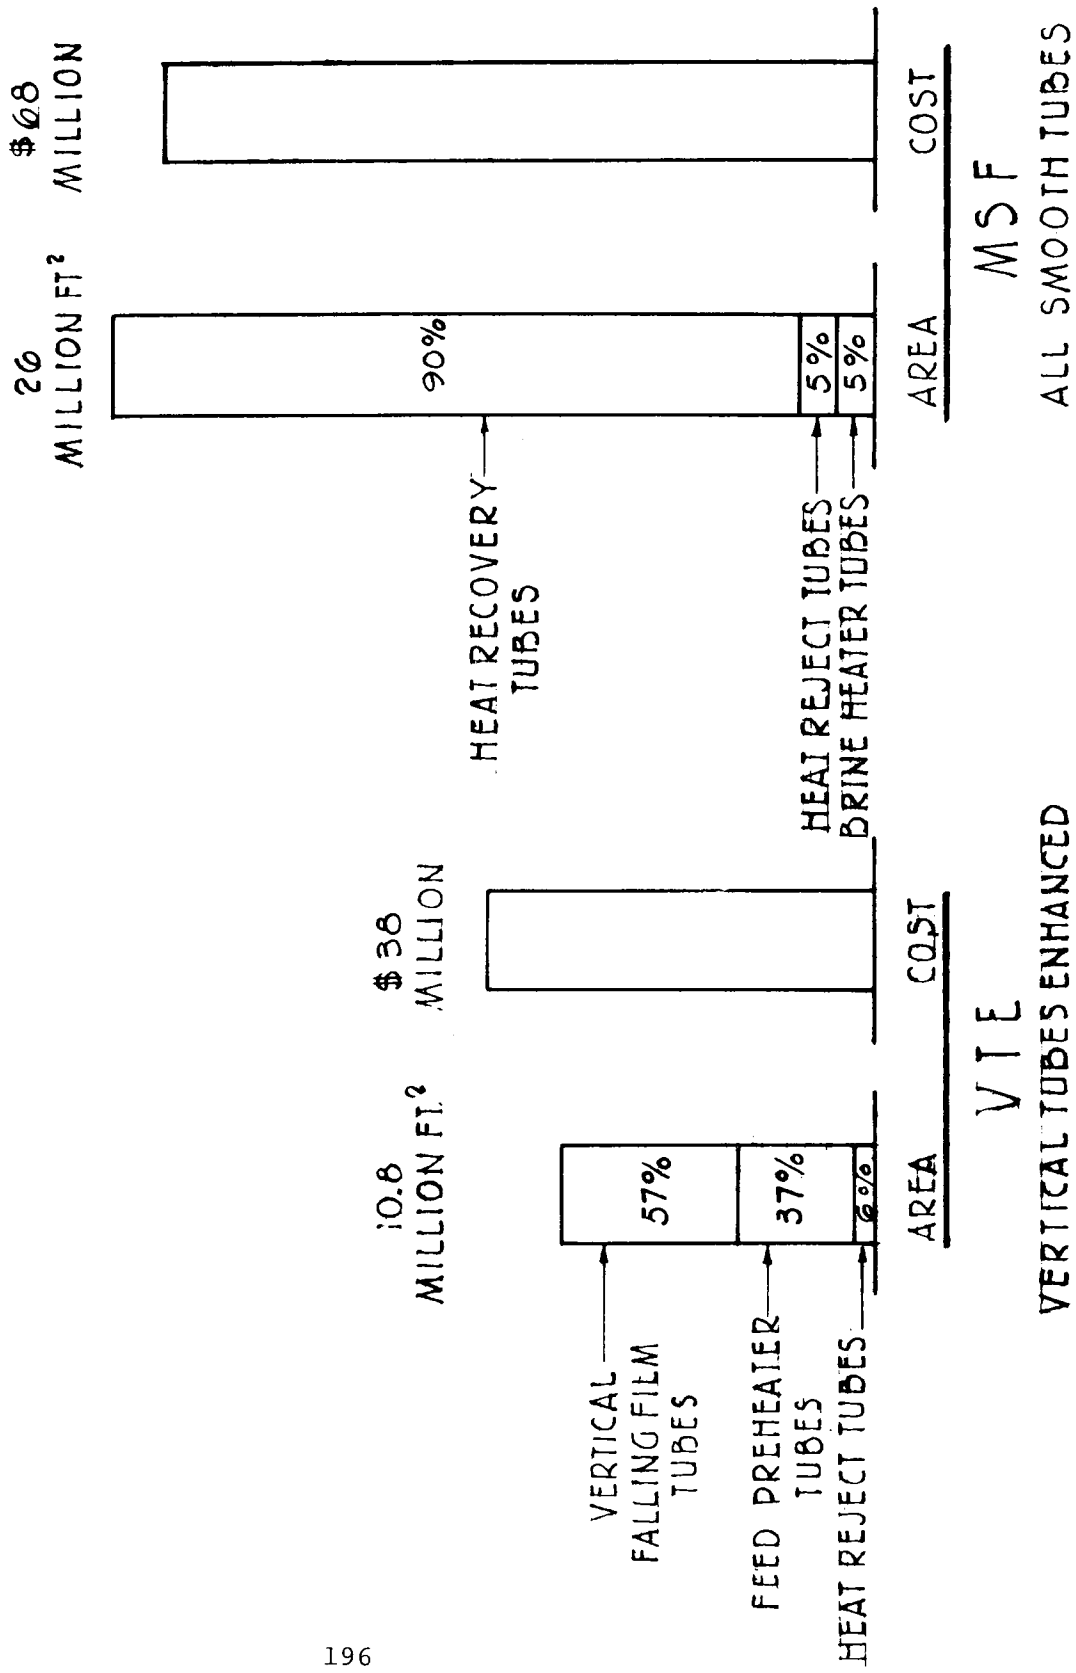 10.8
MILLION FT.²
$38
MILLION
VERTICAL
FALLING FILM
TUBES
57%
FEED PREHEATER
TUBES
37%
HEAT REJECT TUBES
6%
AREA
COST
VTE
VERTICAL TUBES ENHANCED
26
MILLION FT²
$68
MILLION
HEAT RECOVERY
TUBES
90%
HEAT REJECT TUBES
5%
BRINE HEATER TUBES
5%
AREA
COST
MSF
ALL SMOOTH TUBES
196